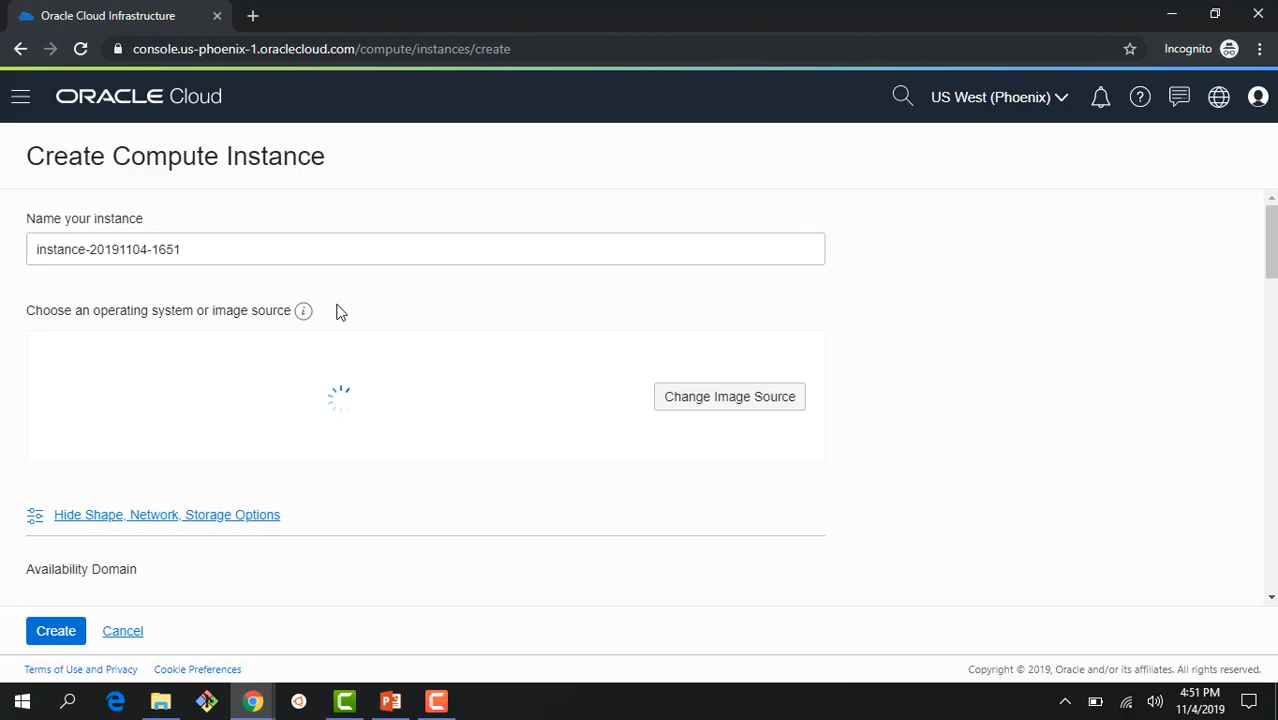 Oracle Cloud Infrastructure
console.us-phoenix-1.oraclecloud.com/compute/instances/create
Incognito
ORACLE Cloud
US West (Phoenix)
Create Compute Instance
Name your instance
instance-20191104-1651
Choose an operating system or image source
Change Image Source
Hide Shape, Network, Storage Options
Availability Domain
Create
Cancel
Terms of Use and Privacy
Cookie Preferences
Copyright © 2019, Oracle and/or its affiliates. All rights reserved.
4:51 PM
11/4/2019